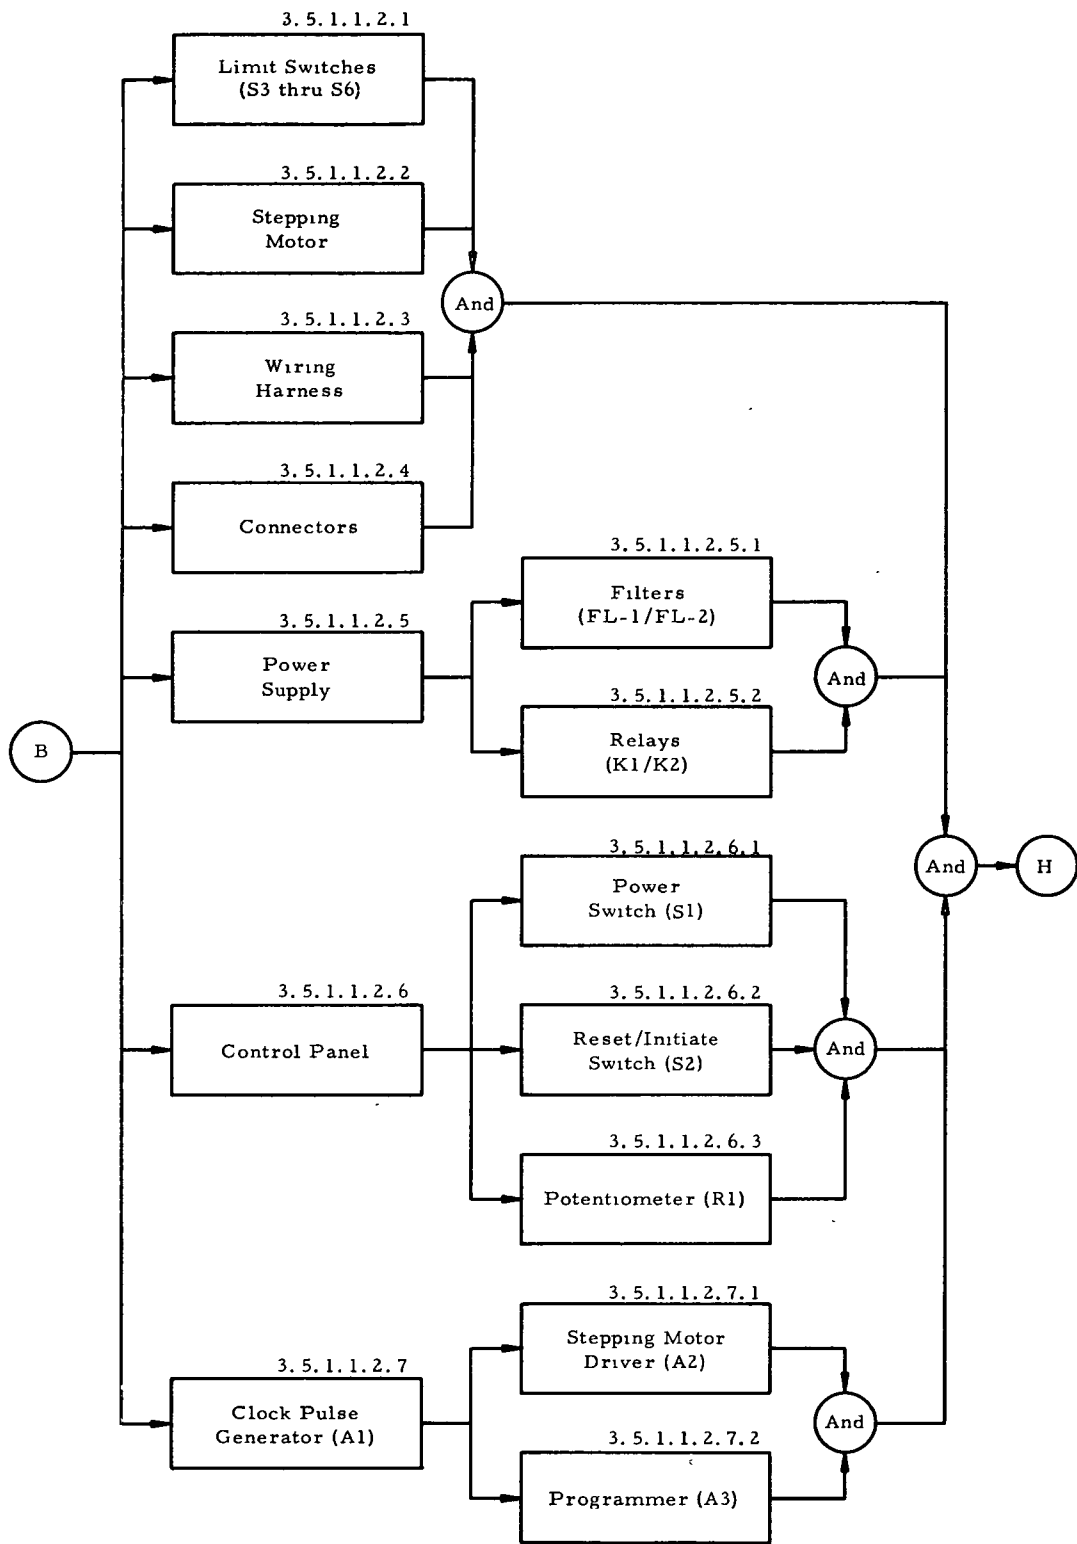 3.5.1.1.2.1
Limit Switches
(S3 thru S6)
3.5.1.1.2.2
Stepping
Motor
And
3.5.1.1.2.3
Wiring
Harness
3.5.1.1.2.4
Connectors
3.5.1.1.2.5
Power
Supply
3.5.1.1.2.5.1
Filters
(FL-1/FL-2)
And
3.5.1.1.2.5.2
Relays
(K1/K2)
B
3.5.1.1.2.6.1
Power
Switch (S1)
And
H
3.5.1.1.2.6
Control Panel
3.5.1.1.2.6.2
Reset/Initiate
Switch (S2)
And
3.5.1.1.2.6.3
Potentiometer (R1)
3.5.1.1.2.7.1
Stepping Motor
Driver (A2)
3.5.1.1.2.7
Clock Pulse
Generator (A1)
And
3.5.1.1.2.7.2
Programmer (A3)